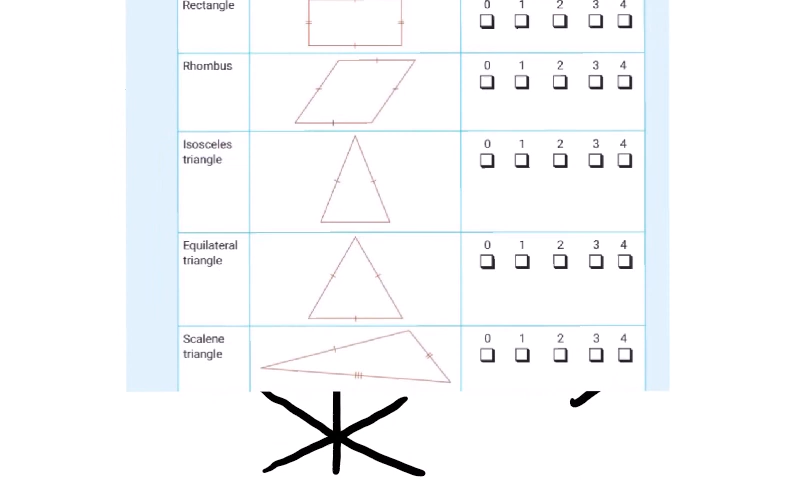 Rectangle
0 1 2 3 4
Rhombus
0 1 2 3 4
Isosceles
triangle
0 1 2 3 4
Equilateral
triangle
0 1 2 3 4
Scalene
triangle
0 1 2 3 4